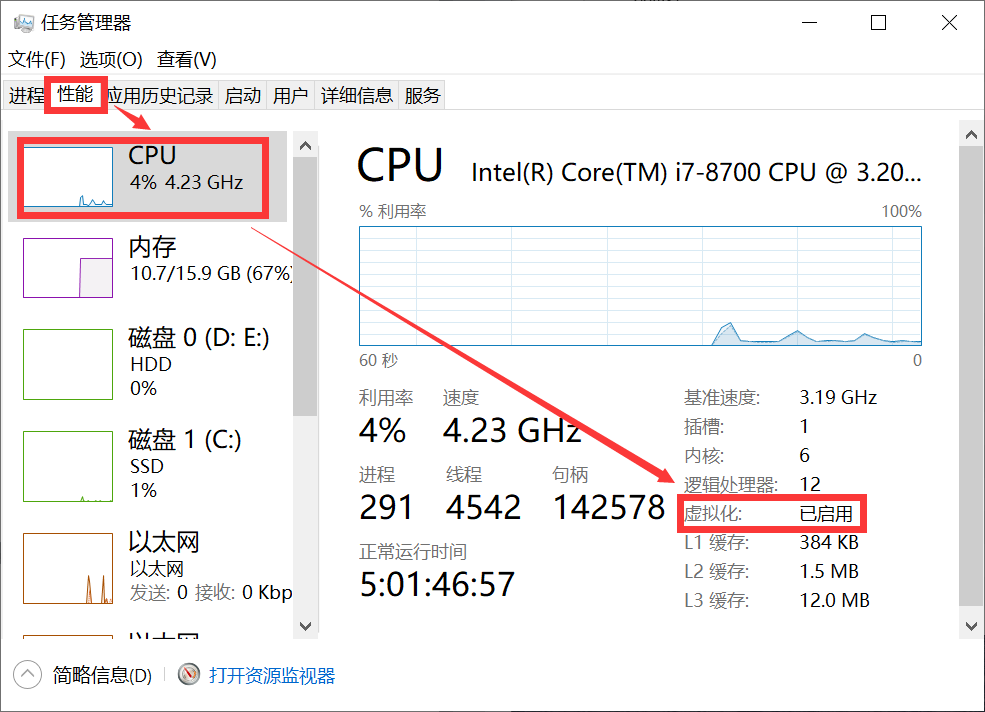 任务管理器
文件(F) 选项(O) 查看(V)
进程 性能 应用历史记录 启动 用户 详细信息 服务
CPU
4% 4.23 GHz
内存
10.7/15.9 GB (67%)
磁盘 0 (D: E:)
HDD
0%
磁盘 1 (C:)
SSD
1%
以太网
以太网
发送: 0 接收: 0 Kbp
以太网
CPU Intel(R) Core(TM) i7-8700 CPU @ 3.20...
% 利用率 100%
60 秒 0
利用率 速度
4% 4.23 GHz
进程 线程 句柄
291 4542 142578
正常运行时间
5:01:46:57
基准速度: 3.19 GHz
插槽: 1
内核: 6
逻辑处理器: 12
虚拟化: 已启用
L1 缓存: 384 KB
L2 缓存: 1.5 MB
L3 缓存: 12.0 MB
简略信息(D) 打开资源监视器